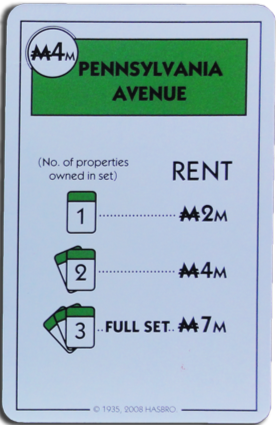 ₩4M
PENNSYLVANIA
AVENUE
(No. of properties
owned in set)
RENT
1 ........................ ₩2M
2 .................... ₩4M
3 ..FULL SET.. ₩7M
© 1935, 2008 HASBRO.